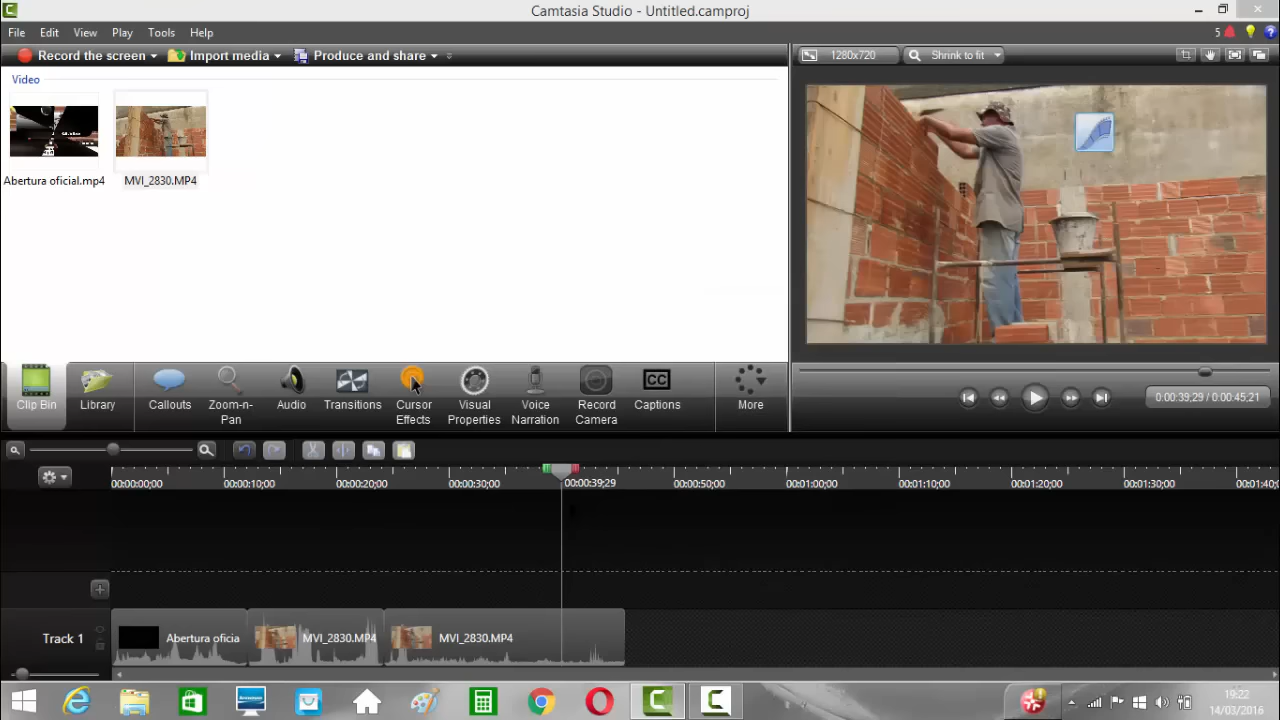 Camtasia Studio - Untitled.camproj
File Edit View Play Tools Help
5
Record the screen Import media Produce and share
1280x720 Shrink to fit
Video
Abertura oficial.mp4 MVI_2830.MP4
Clip Bin Library Callouts Zoom-n-Pan Audio Transitions Cursor Effects Visual Properties Voice Narration Record Camera Captions More
0:00:39;29 / 0:00:45;21
00:00:00;00 00:00:10;00 00:00:20;00 00:00:30;00 00:00:39;29 00:00:50;00 00:01:00;00 00:01:10;00 00:01:20;00 00:01:30;00 00:01:40;
Track 1 Abertura oficia MVI_2830.MP4 MVI_2830.MP4
19:22
14/03/2016